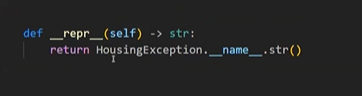 def __repr__(self) -> str:
return HousingException.__name__.str()